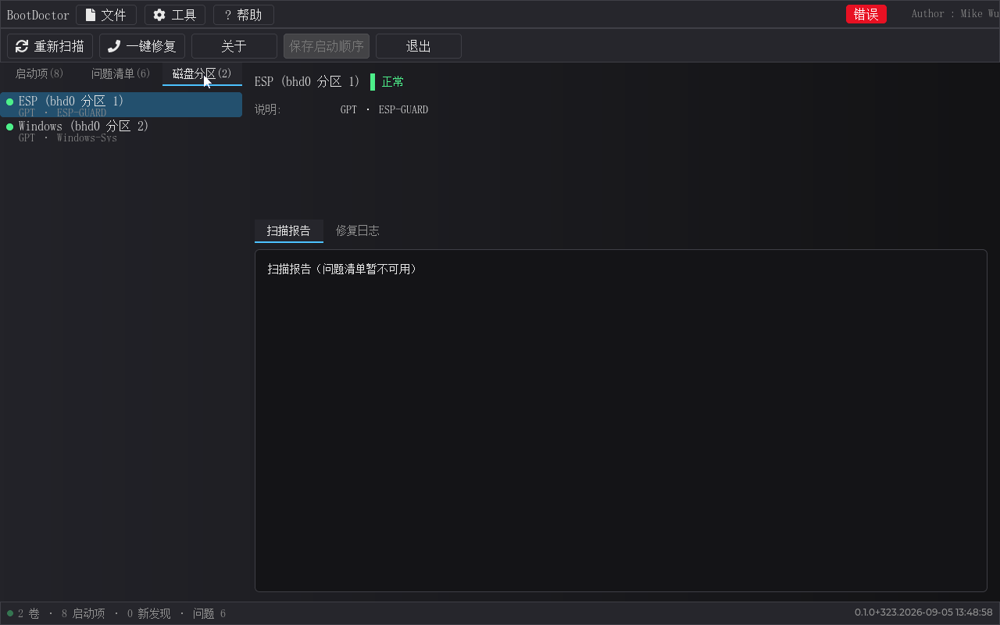 BootDoctor 文件 工具 ? 帮助 错误 Author : Mike Wu
重新扫描 一键修复 关于 保存启动顺序 退出
启动项(8) 问题清单(6) 磁盘分区(2)
ESP (bhd0 分区 1)
GPT · ESP-GUARD
Windows (bhd0 分区 2)
GPT · Windows-Sys
ESP (bhd0 分区 1) 正常
说明: GPT · ESP-GUARD
扫描报告 修复日志
扫描报告（问题清单暂不可用）
2 卷 · 8 启动项 · 0 新发现 · 问题 6
0.1.0+323.2026-09-05 13:48:58